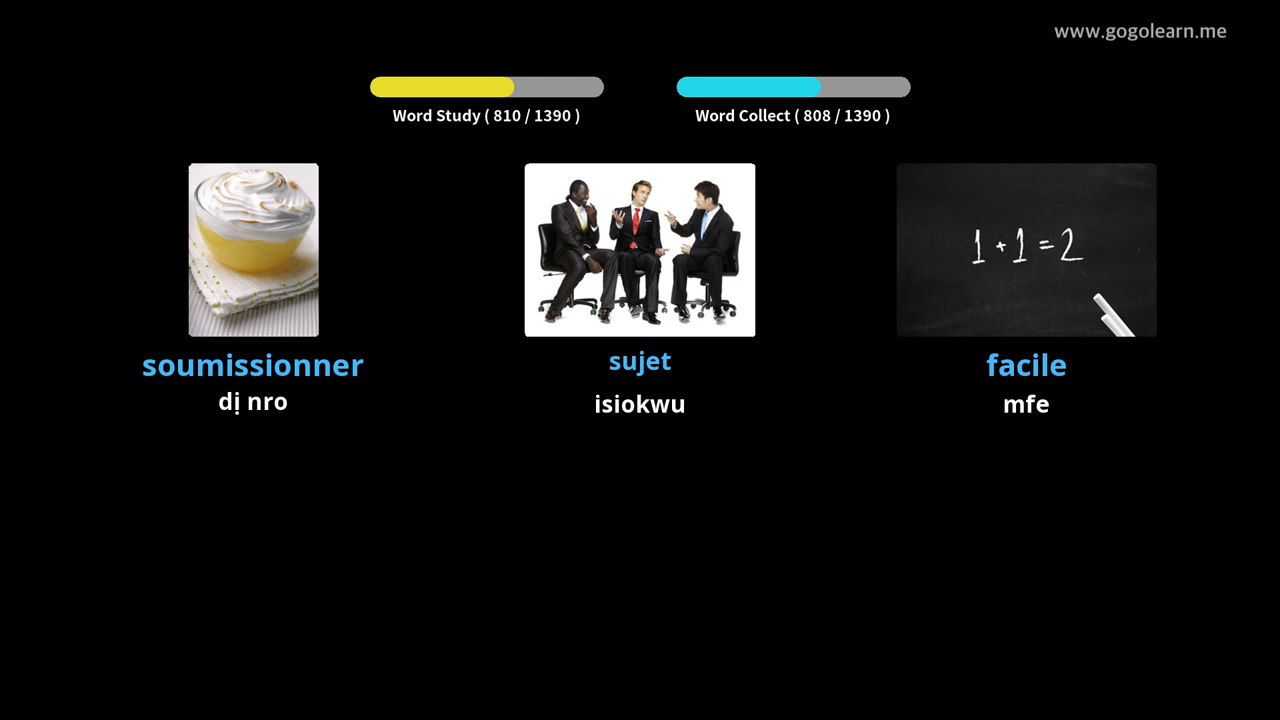 www.gogolearn.me
Word Study ( 810 / 1390 )
Word Collect ( 808 / 1390 )
1 + 1 = 2
soumissionner
sujet
facile
dị nro
isiokwu
mfe